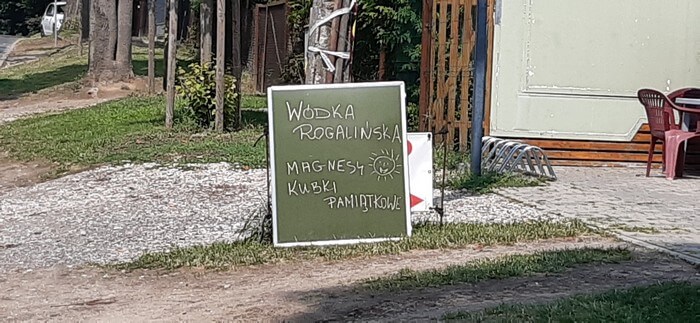 WÓDKA
ROGALIŃSKA
MAGNESY
KUBKI
PAMIĄTKOWE